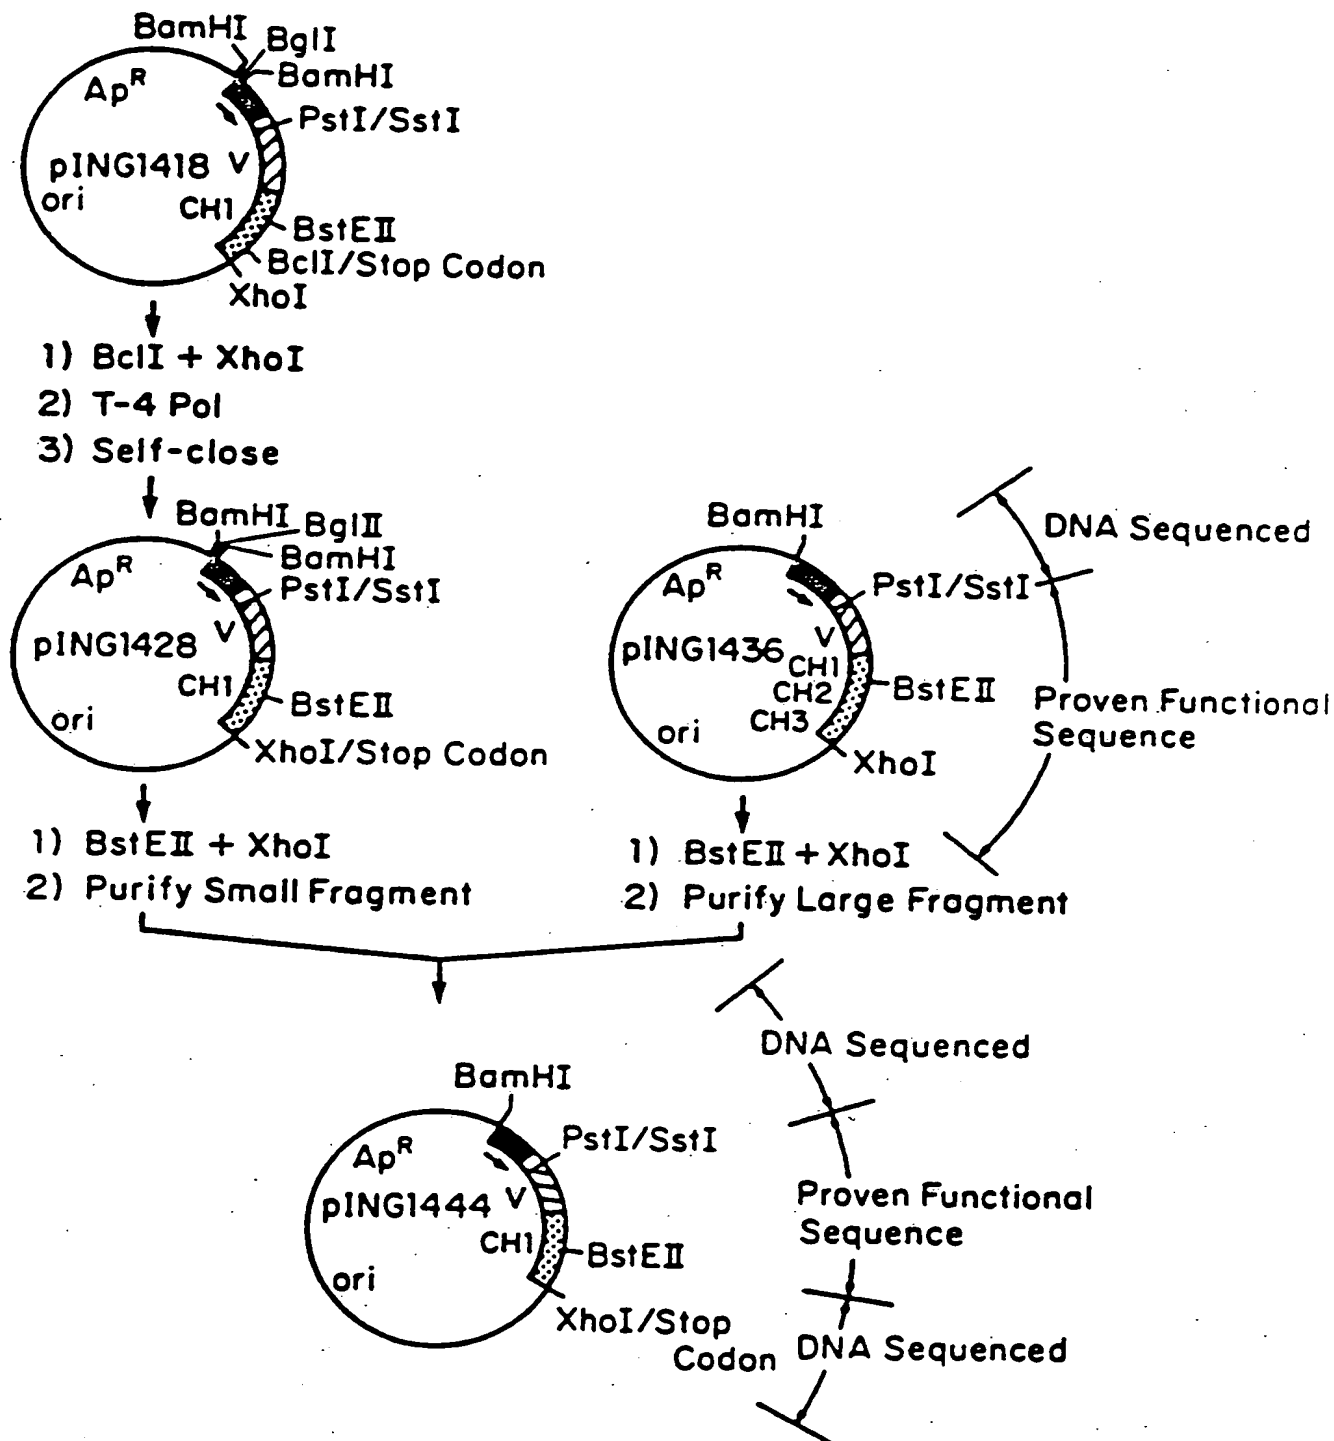 BamHI
BglI
BamHI
Ap^R
PstI/SstI
pING1418
V
ori
CH1
BstEII
BclI/Stop Codon
XhoI
1) BclI + XhoI
2) T-4 Pol
3) Self-close
BamHI
BglII
BamHI
Ap^R
PstI/SstI
pING1428
V
CH1
ori
BstEII
XhoI/Stop Codon
1) BstEII + XhoI
2) Purify Small Fragment
BamHI
Ap^R
PstI/SstI
pING1436
V
CH1
CH2
CH3
ori
BstEII
XhoI
DNA Sequenced
Proven Functional
Sequence
1) BstEII + XhoI
2) Purify Large Fragment
BamHI
Ap^R
PstI/SstI
pING1444
V
CH1
ori
BstEII
XhoI/Stop
Codon
DNA Sequenced
Proven Functional
Sequence
DNA Sequenced